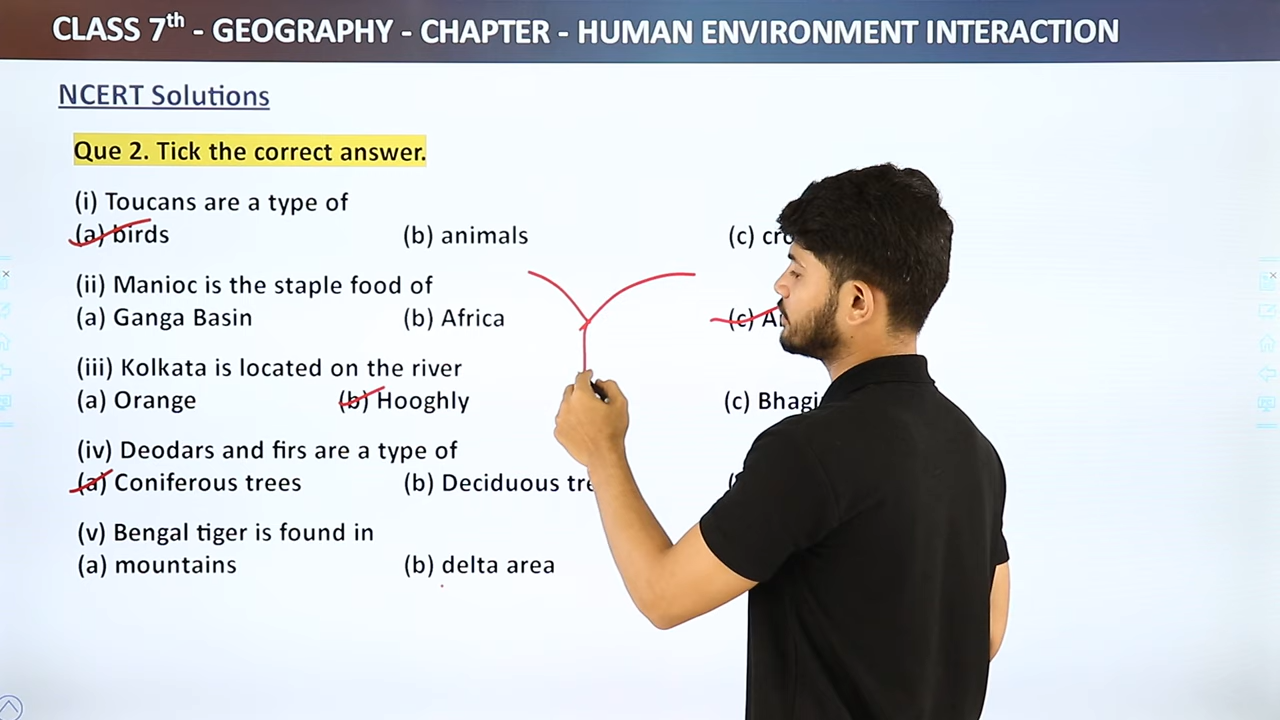 CLASS 7th - GEOGRAPHY - CHAPTER - HUMAN ENVIRONMENT INTERACTION
NCERT Solutions
Que 2. Tick the correct answer.
(i) Toucans are a type of
(a) birds (b) animals (c)
(ii) Manioc is the staple food of
(a) Ganga Basin (b) Africa (c)
(iii) Kolkata is located on the river
(a) Orange (b) Hooghly (c)
(iv) Deodars and firs are a type of
(a) Coniferous trees (b) Deciduous
(v) Bengal tiger is found in
(a) mountains (b) delta area